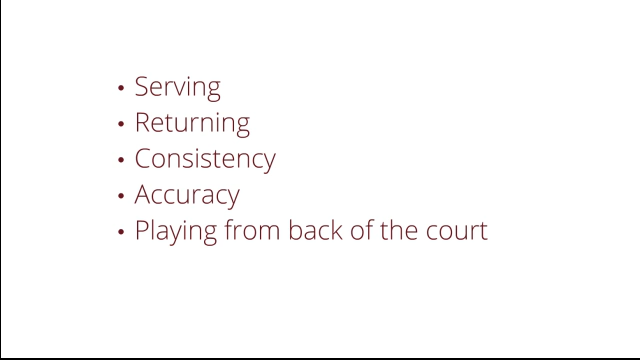 • Serving
• Returning
• Consistency
• Accuracy
• Playing from back of the court